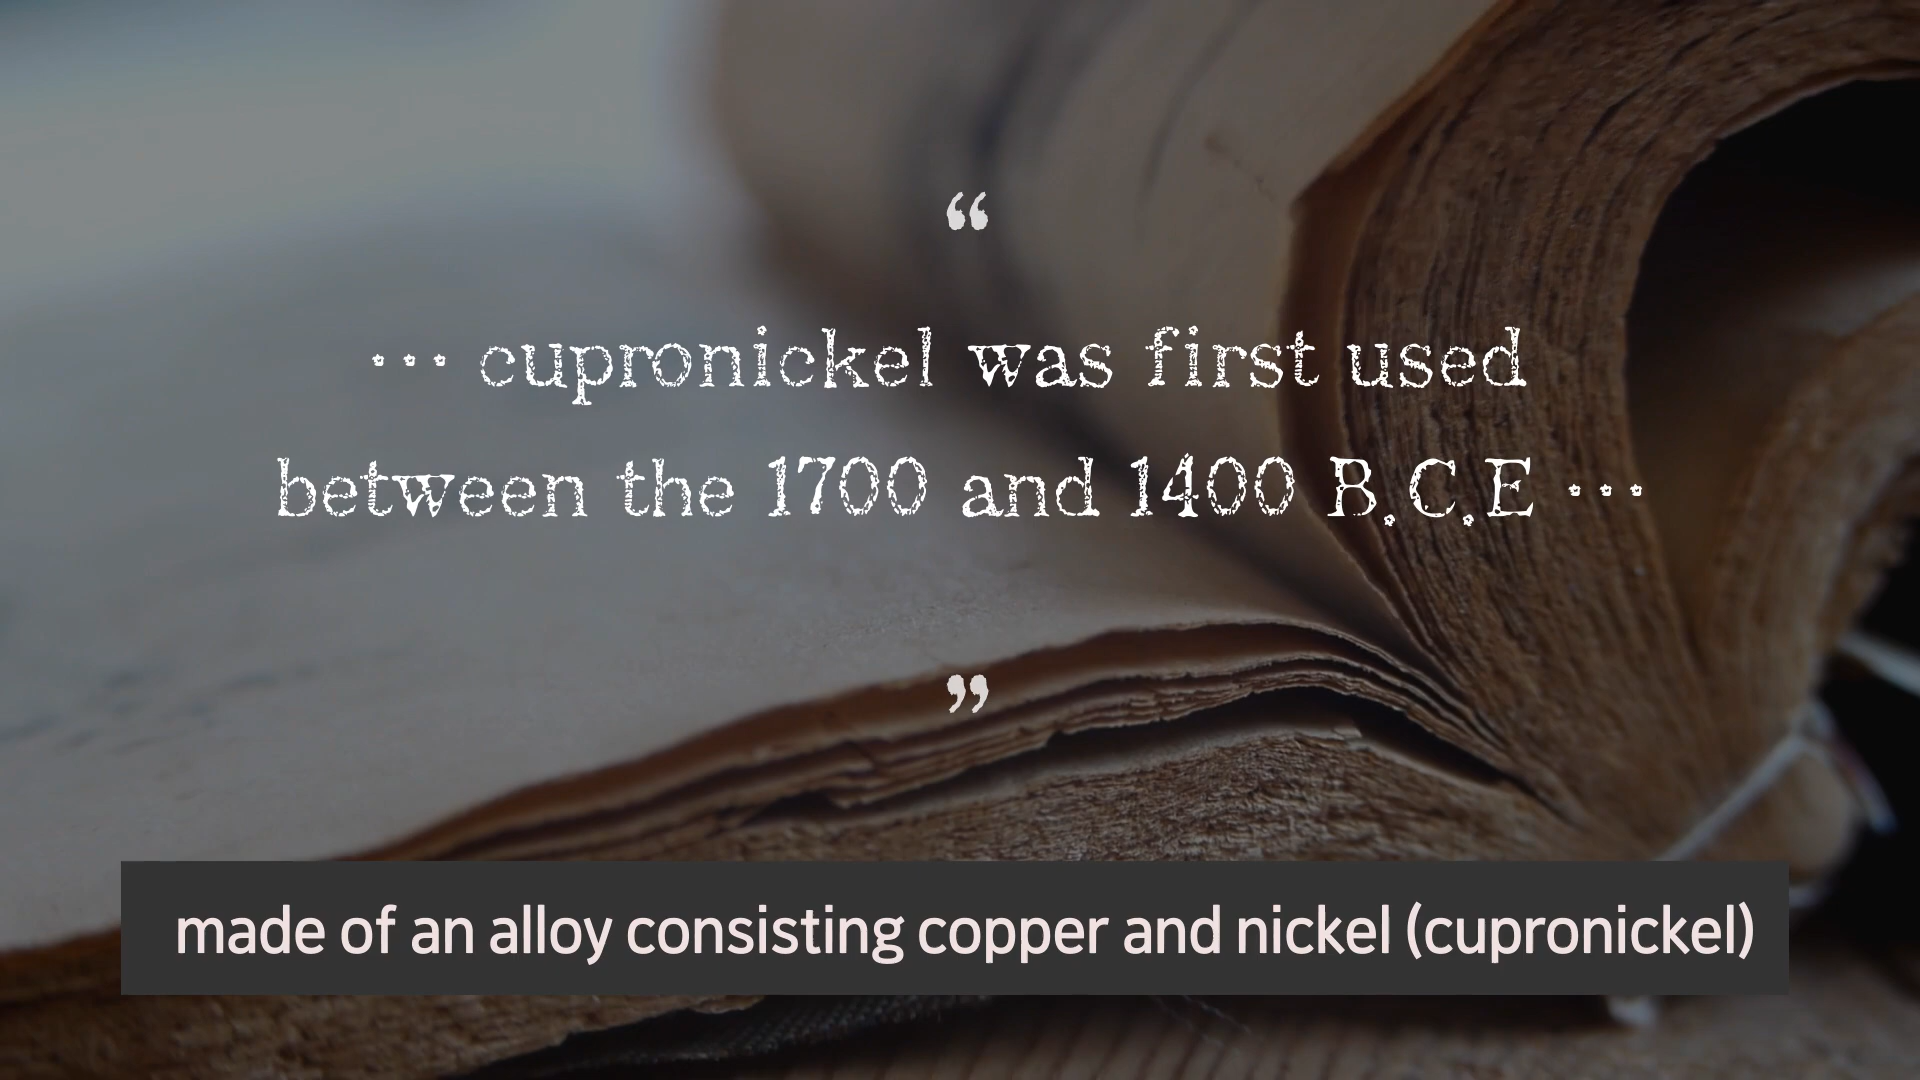 “
··· cupronickel was first used
between the 1700 and 1400 B.C.E ···
”
made of an alloy consisting copper and nickel (cupronickel)